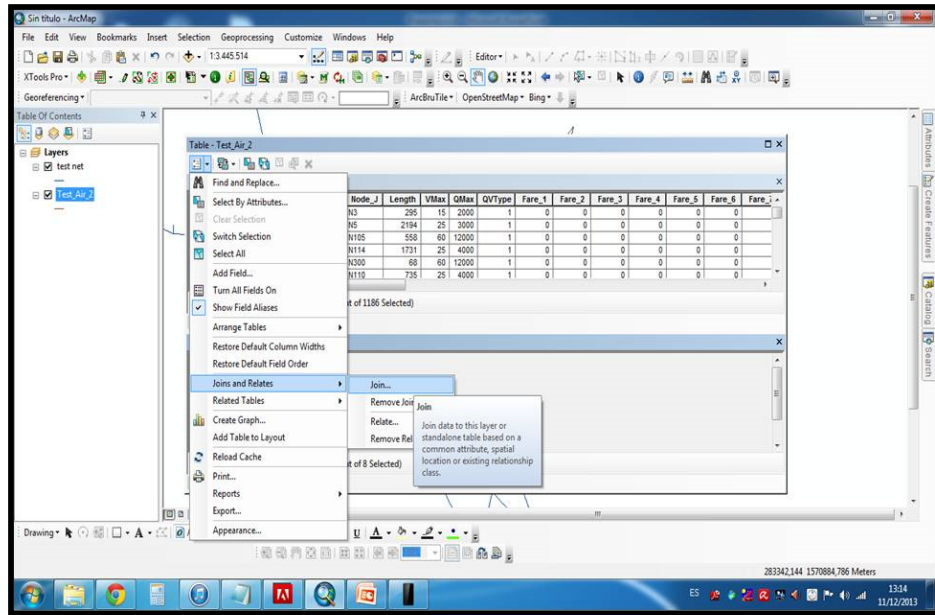 Sin título - ArcMap
File Edit View Bookmarks Insert Selection Geoprocessing Customize Windows Help
1:3.445.514
Editor
XTools Pro
Georeferencing
ArcBruTile OpenStreetMap Bing
Table Of Contents
Layers
test net
Test_Air_2
Table - Test_Air_2
Node_J Length VMax QMax QVType Fare_1 Fare_2 Fare_3 Fare_4 Fare_5 Fare_6
N3 295 15 2000 1 0 0 0 0 0 0
N5 2194 25 3000 1 0 0 0 0 0 0
N105 558 60 12000 1 0 0 0 0 0 0
N114 1731 25 4000 1 0 0 0 0 0 0
N300 68 60 12000 1 0 0 0 0 0 0
N110 735 25 4000 1 0 0 0 0 0 0
of 1186 Selected)
Find and Replace...
Select By Attributes...
Clear Selection
Switch Selection
Select All
Add Field...
Turn All Fields On
Show Field Aliases
Arrange Tables
Restore Default Column Widths
Restore Default Field Order
Joins and Relates
Related Tables
Create Graph...
Add Table to Layout
Reload Cache
Print...
Reports
Export...
Appearance...
Join...
Remove Join
Relate...
Remove Rel
Join
Join data to this layer or
standalone table based on a
common attribute, spatial
location or existing relationship
class.
of 8 Selected)
Attributes
Create Features
Catalog
Search
Drawing
A
U A
283342,144 1570884,786 Meters
ES
13:14
11/12/2013